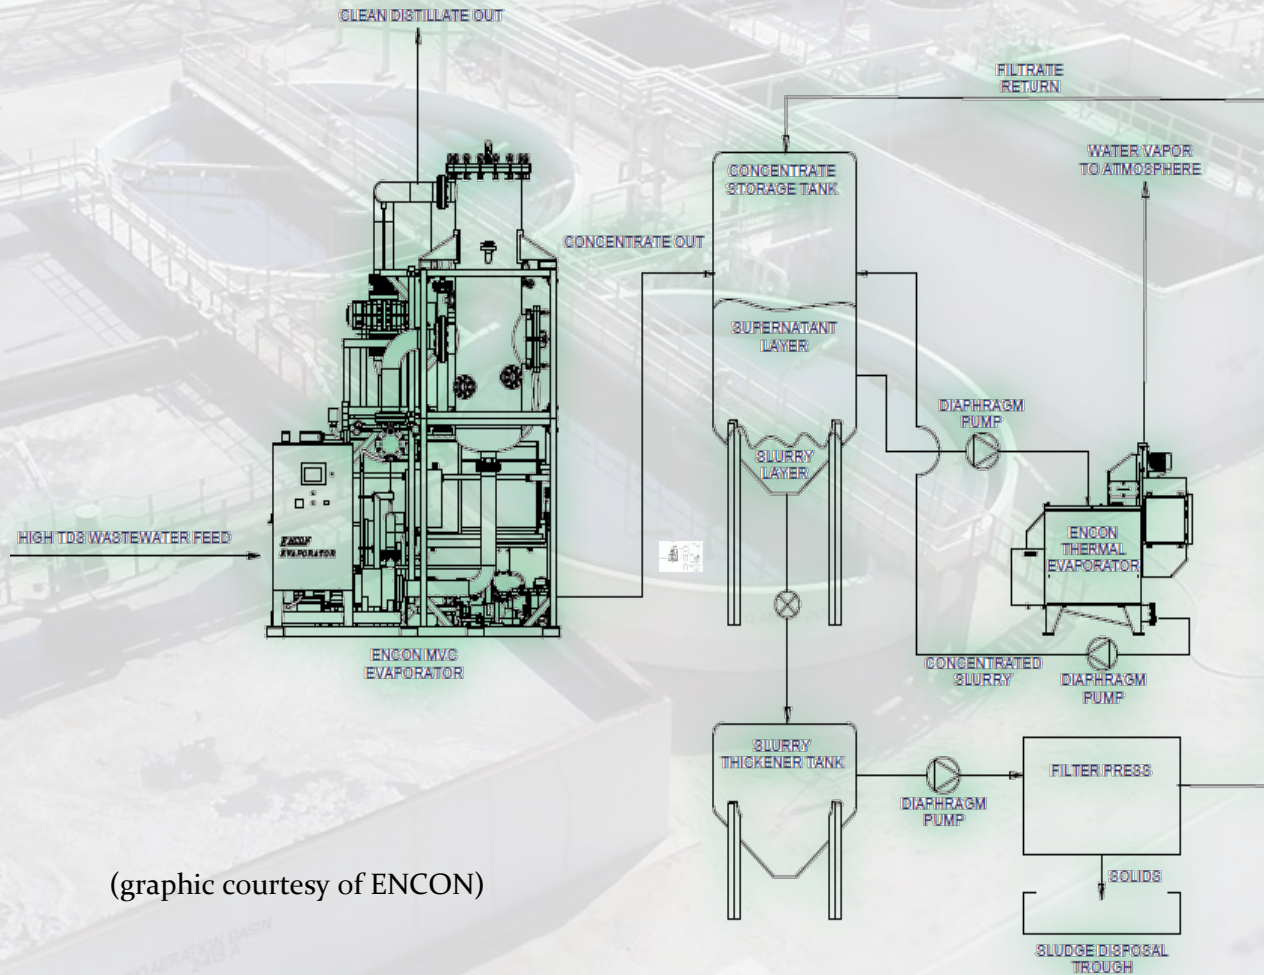 CLEAN DISTILLATE OUT
FILTRATE
RETURN
WATER VAPOR
TO ATMOSPHERE
CONCENTRATE
STORAGE TANK
CONCENTRATE OUT
SUPERNATANT
LAYER
DIAPHRAGM
PUMP
SLURRY
LAYER
HIGH TDS WASTEWATER FEED
ENCON
EVAPORATOR
ENCON
THERMAL
EVAPORATOR
ENCON MVC
EVAPORATOR
CONCENTRATED
SLURRY
DIAPHRAGM
PUMP
SLURRY
THICKENER TANK
FILTER PRESS
DIAPHRAGM
PUMP
SOLIDS
(graphic courtesy of ENCON)
SLUDGE DISPOSAL
TROUGH